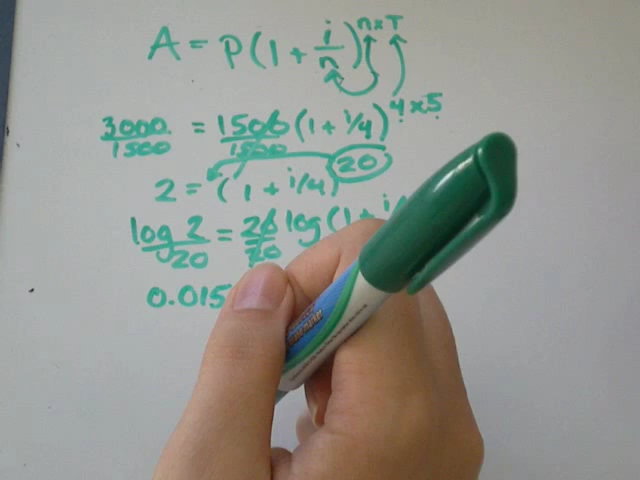 A = P(1 + i/n)^n×T
3000/1500 = 1500/1500 (1 + i/4)^4×5
2 = (1 + i/4)^20
log 2/20 = 20/20 log (1 + i/
0.015